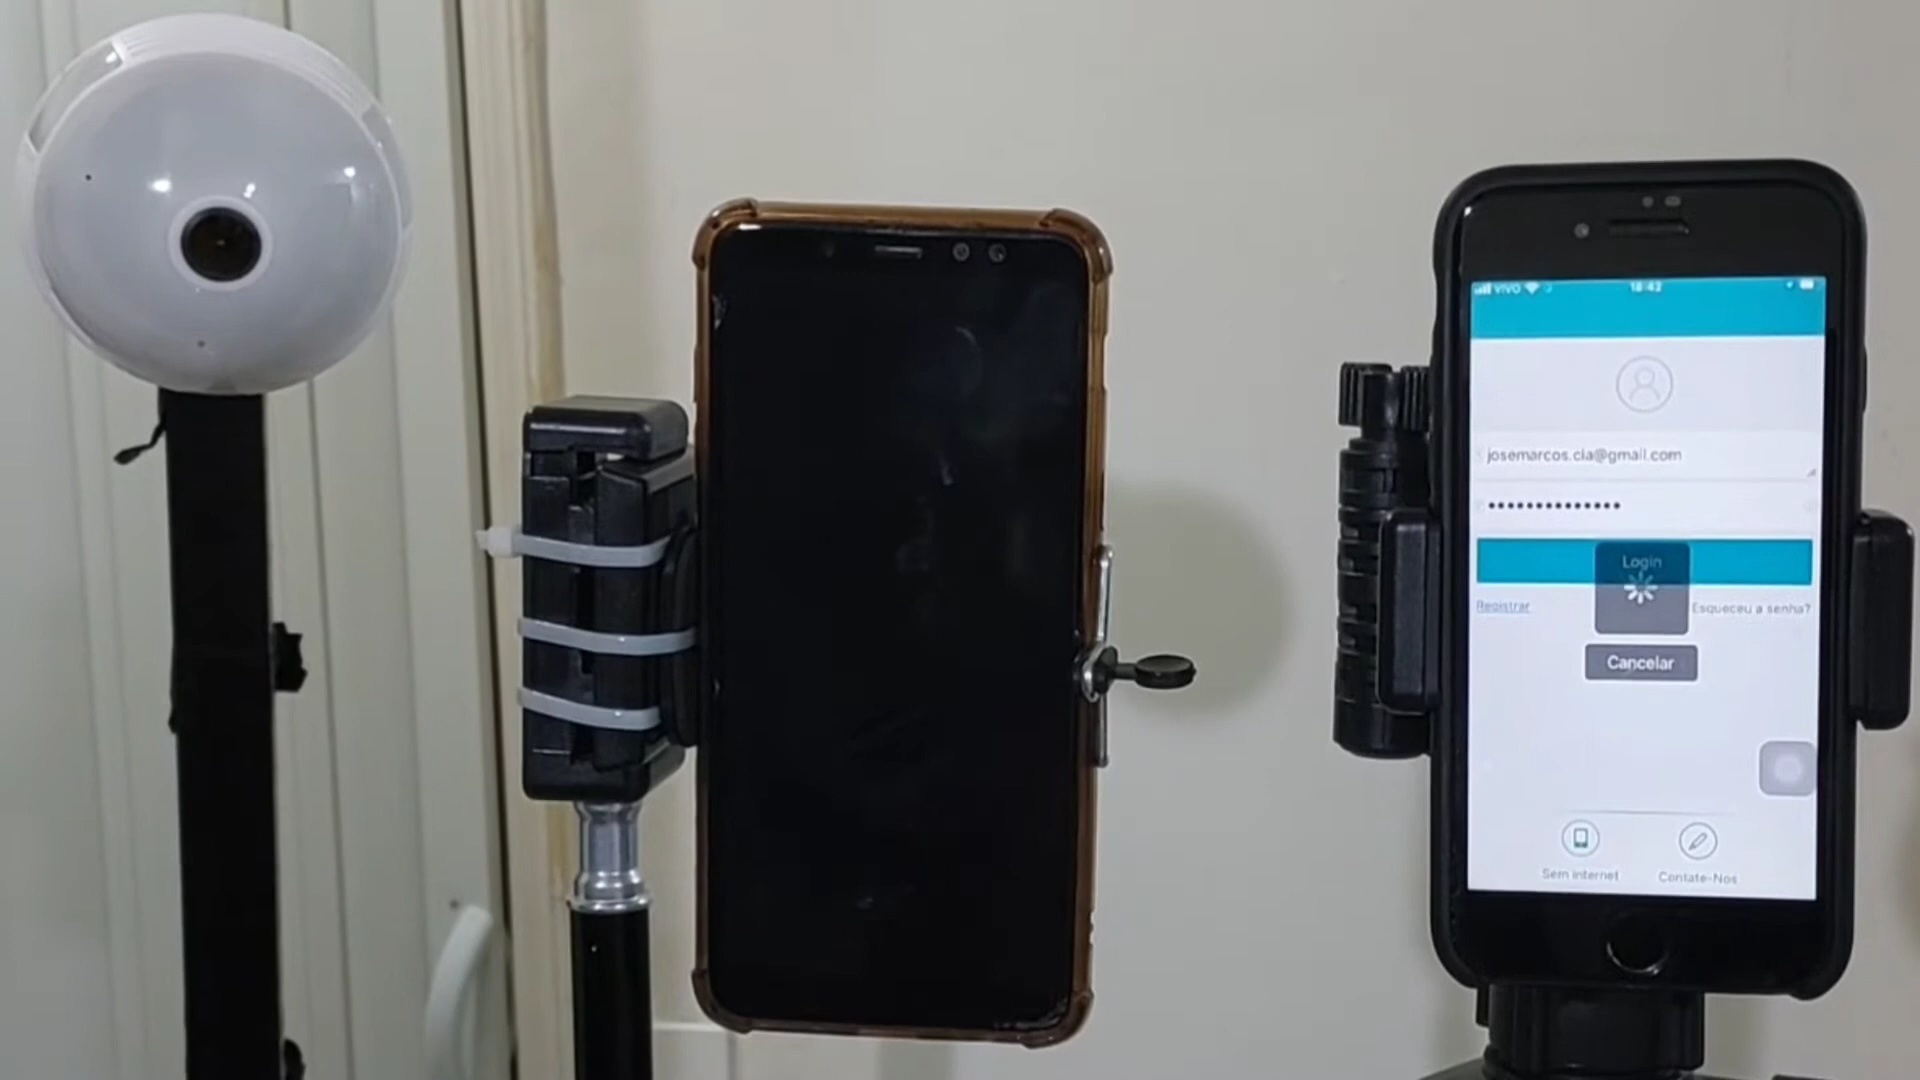 VIVO 18:42
josemarcos.cia@gmail.com
••••••••••••••
Login
Registrar Esqueceu a senha?
Cancelar
Sem internet Contate-Nos